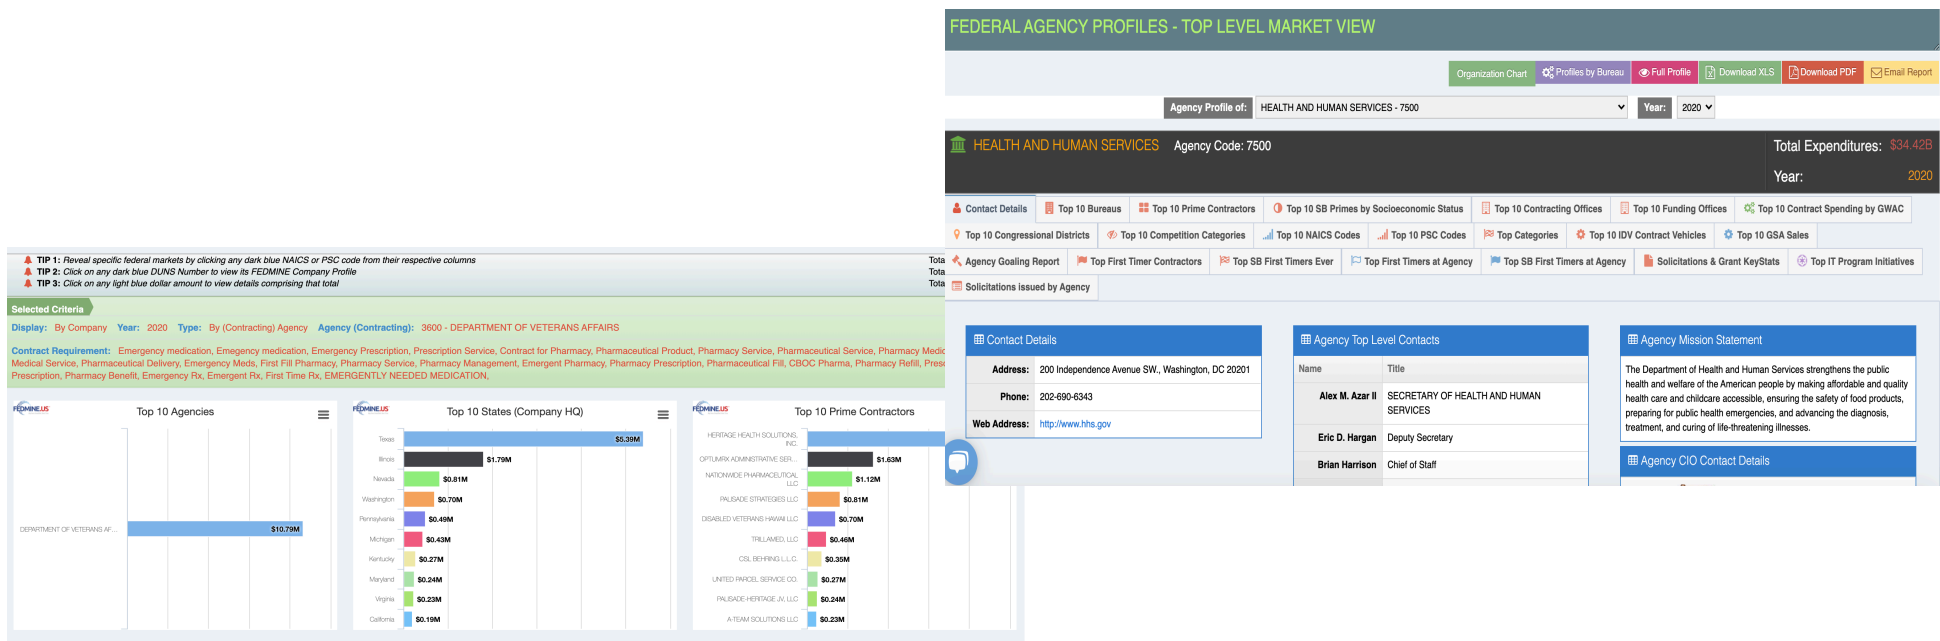 FEDERAL AGENCY PROFILES - TOP LEVEL MARKET VIEW
Organization Chart Profiles by Bureau Full Profile Download XLS Download PDF Email Report
Agency Profile of: HEALTH AND HUMAN SERVICES - 7500 Year: 2020
HEALTH AND HUMAN SERVICES Agency Code: 7500 Total Expenditures: $34.42B
Year: 2020
Contact Details Top 10 Bureaus Top 10 Prime Contractors Top 10 SB Primes by Socioeconomic Status Top 10 Contracting Offices Top 10 Funding Offices Top 10 Contract Spending by GWAC
Top 10 Congressional Districts Top 10 Competition Categories Top 10 NAICS Codes Top 10 PSC Codes Top Categories Top 10 IDV Contract Vehicles Top 10 GSA Sales
Agency Goaling Report Top First Timer Contractors Top SB First Timers Ever Top First Timers at Agency Top SB First Timers at Agency Solicitations & Grant KeyStats Top IT Program Initiatives
Solicitations issued by Agency
Contact Details
Address: 200 Independence Avenue SW., Washington, DC 20201
Phone: 202-690-6343
Web Address: http://www.hhs.gov
Agency Top Level Contacts
Name Title
Alex M. Azar II SECRETARY OF HEALTH AND HUMAN
SERVICES
Eric D. Hargan Deputy Secretary
Brian Harrison Chief of Staff
Agency Mission Statement
The Department of Health and Human Services strengthens the public
health and welfare of the American people by making affordable and quality
health care and childcare accessible, ensuring the safety of food products,
preparing for public health emergencies, and advancing the diagnosis,
treatment, and curing of life-threatening illnesses.
Agency CIO Contact Details
TIP 1: Reveal specific federal markets by clicking any dark blue NAICS or PSC code from their respective columns Tota
TIP 2: Click on any dark blue DUNS Number to view its FEDMINE Company Profile Tota
TIP 3: Click on any light blue dollar amount to view details comprising that total Tota
Selected Criteria
Display: By Company Year: 2020 Type: By (Contracting) Agency Agency (Contracting): 3600 - DEPARTMENT OF VETERANS AFFAIRS
Contract Requirement: Emergency medication, Emegency medication, Emergency Prescription, Prescription Service, Contract for Pharmacy, Pharmaceutical Product, Pharmacy Service, Pharmaceutical Service, Pharmacy Medic
Medical Service, Pharmaceutical Delivery, Emergency Meds, First Fill Pharmacy, Pharmacy Service, Pharmacy Management, Emergent Pharmacy, Pharmacy Prescription, Pharmaceutical Fill, CBOC Pharma, Pharmacy Refill, Pres
Prescription, Pharmacy Benefit, Emergency Rx, Emergent Rx, First Time Rx, EMERGENTLY NEEDED MEDICATION,
FEDMINE.US
Top 10 Agencies
DEPARTMENT OF VETERANS AF... $10.79M
FEDMINE.US
Top 10 States (Company HQ)
Texas $5.39M
Illinois $1.79M
Nevada $0.81M
Washington $0.70M
Pennsylvania $0.49M
Michigan $0.43M
Kentucky $0.27M
Maryland $0.24M
Virginia $0.23M
California $0.19M
FEDMINE.US
Top 10 Prime Contractors
HERITAGE HEALTH SOLUTIONS,
INC.
OPTUMRX ADMINISTRATIVE SER... $1.63M
NATIONWIDE PHARMACEUTICAL
LLC $1.12M
PALISADE STRATEGIES LLC $0.81M
DISABLED VETERANS HAWAII LLC $0.70M
TRILLAMED, LLC $0.46M
CSL BEHRING L.L.C. $0.35M
UNITED PARCEL SERVICE CO. $0.27M
PALISADE-HERITAGE JV, LLC $0.24M
A-TEAM SOLUTIONS LLC $0.23M